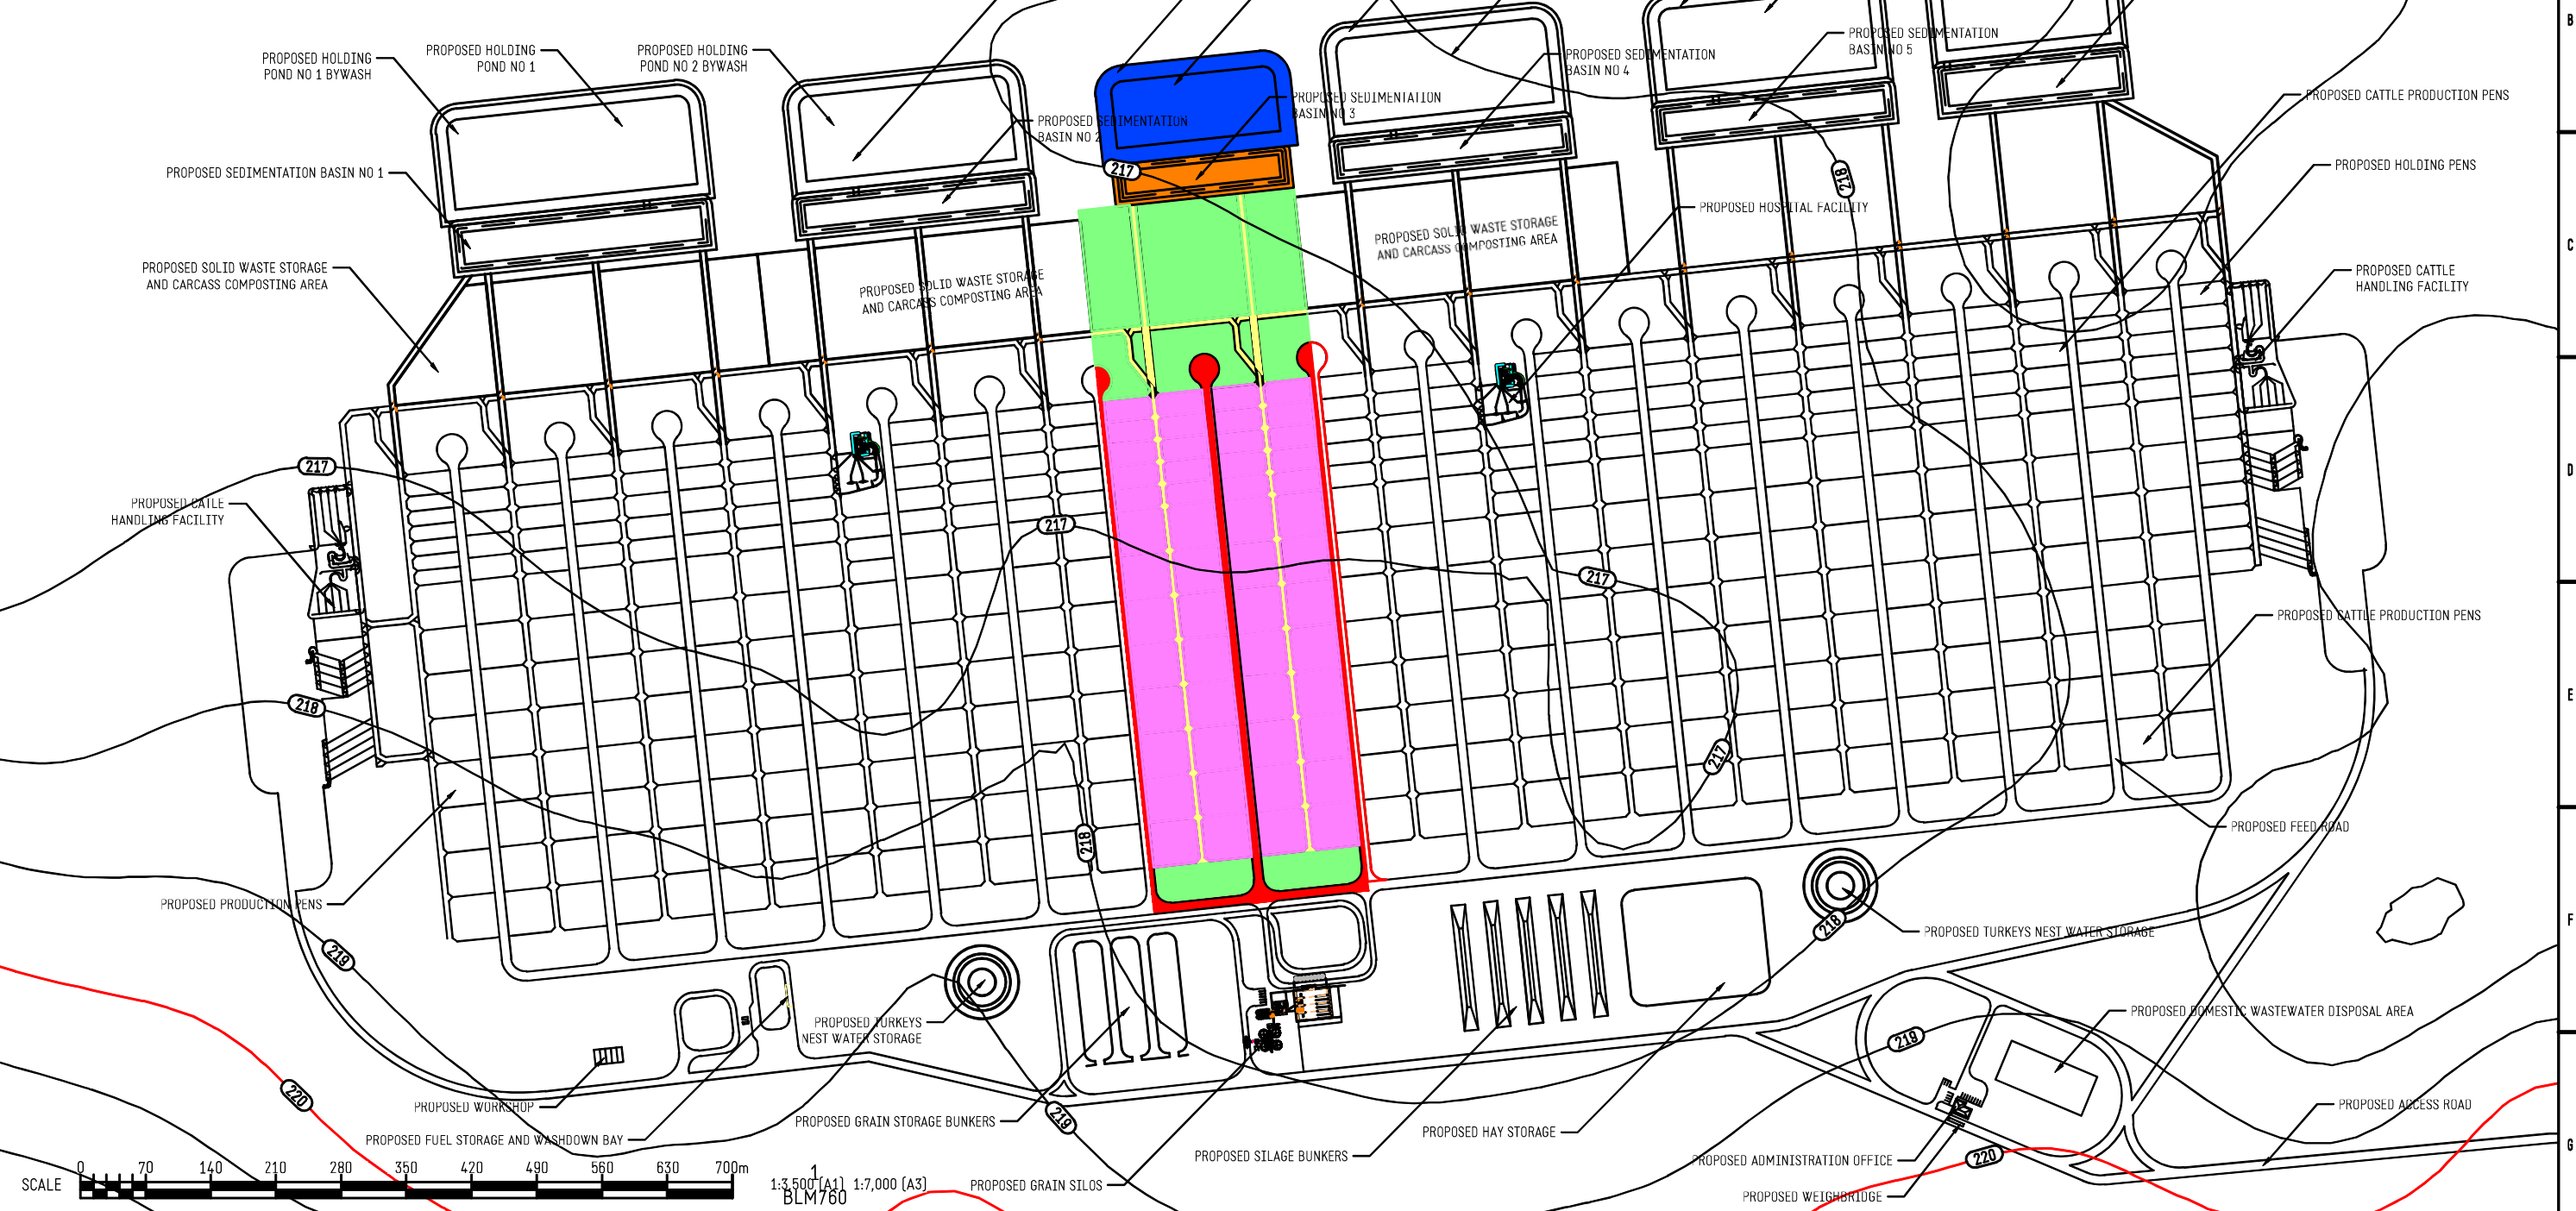 B
PROPOSED HOLDING
POND NO 1 BYWASH
PROPOSED HOLDING
POND NO 1
PROPOSED HOLDING
POND NO 2 BYWASH
PROPOSED SEDIMENTATION
BASIN NO 2
PROPOSED SEDIMENTATION
BASIN NO 3
PROPOSED SEDIMENTATION
BASIN NO 4
PROPOSED SEDIMENTATION
BASIN NO 5
PROPOSED CATTLE PRODUCTION PENS
PROPOSED SEDIMENTATION BASIN NO 1
217
218
PROPOSED HOLDING PENS
PROPOSED HOSPITAL FACILITY
PROPOSED SOLID WASTE STORAGE
AND CARCASS COMPOSTING AREA
C
PROPOSED SOLID WASTE STORAGE
AND CARCASS COMPOSTING AREA
PROPOSED SOLID WASTE STORAGE
AND CARCASS COMPOSTING AREA
PROPOSED CATTLE
HANDLING FACILITY
217
D
PROPOSED CATLE
HANDLING FACILITY
217
217
PROPOSED CATTLE PRODUCTION PENS
218
E
217
PROPOSED FEED ROAD
218
PROPOSED PRODUCTION PENS
219
218
F
PROPOSED TURKEYS NEST WATER STORAGE
PROPOSED TURKEYS
NEST WATER STORAGE
PROPOSED DOMESTIC WASTEWATER DISPOSAL AREA
219
220
PROPOSED WORKSHOP
219
PROPOSED GRAIN STORAGE BUNKERS
PROPOSED HAY STORAGE
PROPOSED ACCESS ROAD
PROPOSED FUEL STORAGE AND WASHDOWN BAY
PROPOSED SILAGE BUNKERS
PROPOSED ADMINISTRATION OFFICE
220
G
SCALE
0 70 140 210 280 350 420 490 560 630 700m
1
1:3,500 (A1) 1:7,000 (A3)
BLM760
PROPOSED GRAIN SILOS
PROPOSED WEIGHBRIDGE